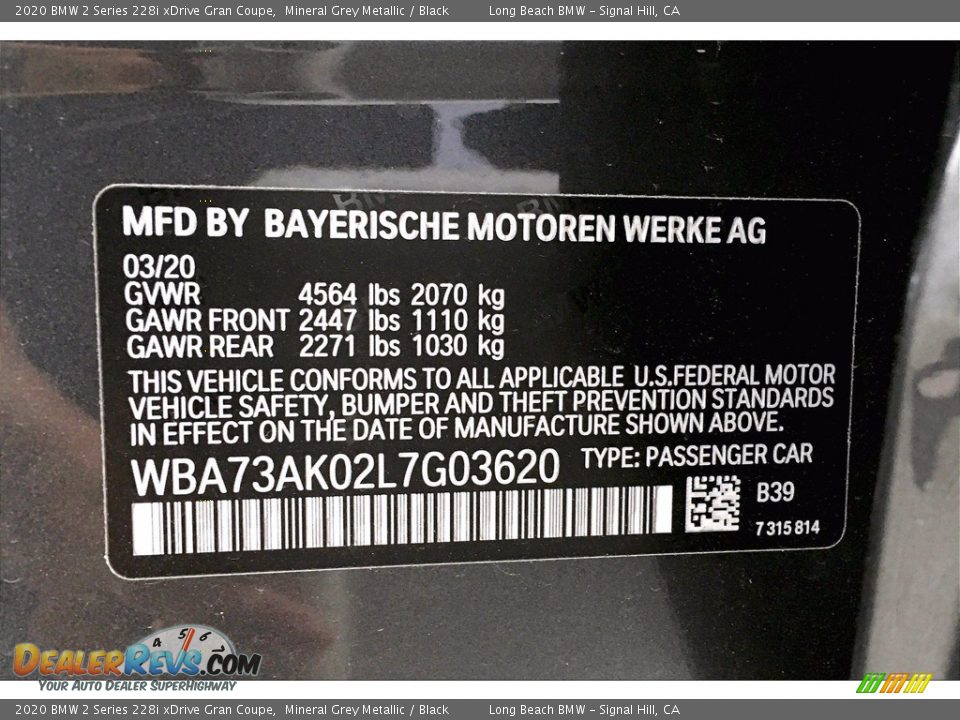 2020 BMW 2 Series 228i xDrive Gran Coupe, Mineral Grey Metallic / Black Long Beach BMW - Signal Hill, CA
MFD BY BAYERISCHE MOTOREN WERKE AG
03/20
GVWR 4564 lbs 2070 kg
GAWR FRONT 2447 lbs 1110 kg
GAWR REAR 2271 lbs 1030 kg
THIS VEHICLE CONFORMS TO ALL APPLICABLE U.S.FEDERAL MOTOR
VEHICLE SAFETY, BUMPER AND THEFT PREVENTION STANDARDS
IN EFFECT ON THE DATE OF MANUFACTURE SHOWN ABOVE.
WBA73AK02L7G03620 TYPE: PASSENGER CAR
B39
7 315 814
4 5 6
DEALERREVS.COM
YOUR AUTO DEALER SUPERHIGHWAY
2020 BMW 2 Series 228i xDrive Gran Coupe, Mineral Grey Metallic / Black Long Beach BMW - Signal Hill, CA